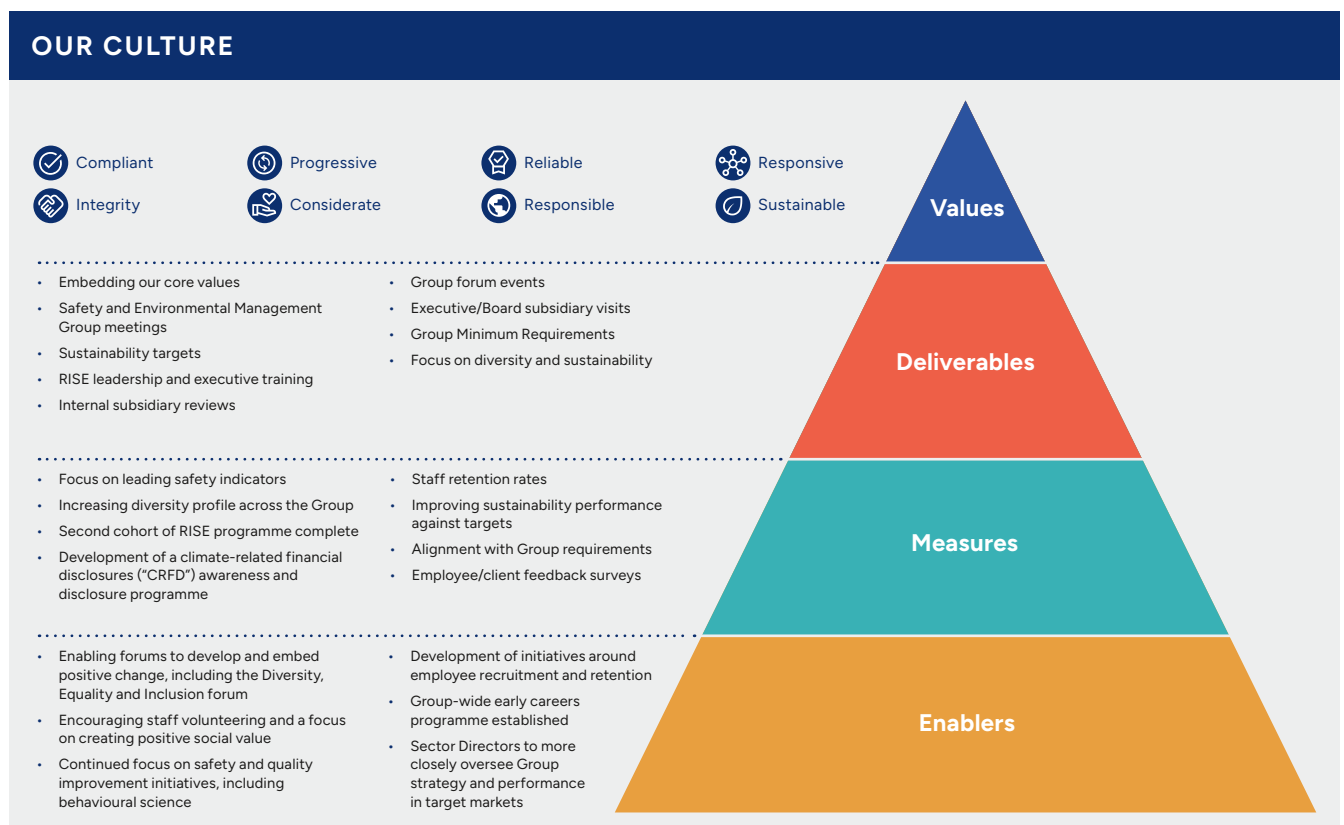 OUR CULTURE
Compliant
Progressive
Reliable
Responsive
Integrity
Considerate
Responsible
Sustainable
Values
• Embedding our core values
• Safety and Environmental Management
Group meetings
• Sustainability targets
• RISE leadership and executive training
• Internal subsidiary reviews
• Group forum events
• Executive/Board subsidiary visits
• Group Minimum Requirements
• Focus on diversity and sustainability
Deliverables
• Focus on leading safety indicators
• Increasing diversity profile across the Group
• Second cohort of RISE programme complete
• Development of a climate-related financial
disclosures (“CRFD”) awareness and
disclosure programme
• Staff retention rates
• Improving sustainability performance
against targets
• Alignment with Group requirements
• Employee/client feedback surveys
Measures
• Enabling forums to develop and embed
positive change, including the Diversity,
Equality and Inclusion forum
• Encouraging staff volunteering and a focus
on creating positive social value
• Continued focus on safety and quality
improvement initiatives, including
behavioural science
• Development of initiatives around
employee recruitment and retention
• Group-wide early careers
programme established
• Sector Directors to more
closely oversee Group
strategy and performance
in target markets
Enablers